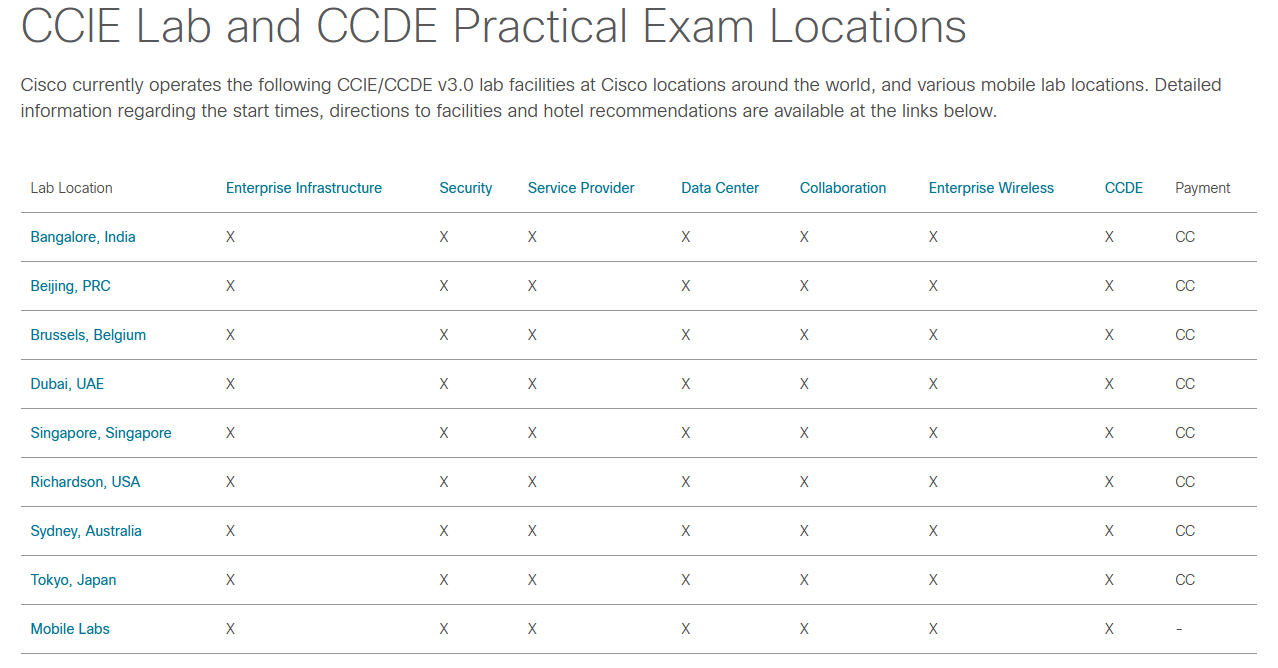 CCIE Lab and CCDE Practical Exam Locations
Cisco currently operates the following CCIE/CCDE v3.0 lab facilities at Cisco locations around the world, and various mobile lab locations. Detailed
information regarding the start times, directions to facilities and hotel recommendations are available at the links below.
Lab Location Enterprise Infrastructure Security Service Provider Data Center Collaboration Enterprise Wireless CCDE Payment
Bangalore, India X X X X X X X CC
Beijing, PRC X X X X X X X CC
Brussels, Belgium X X X X X X X CC
Dubai, UAE X X X X X X X CC
Singapore, Singapore X X X X X X X CC
Richardson, USA X X X X X X X CC
Sydney, Australia X X X X X X X CC
Tokyo, Japan X X X X X X X CC
Mobile Labs X X X X X X X -